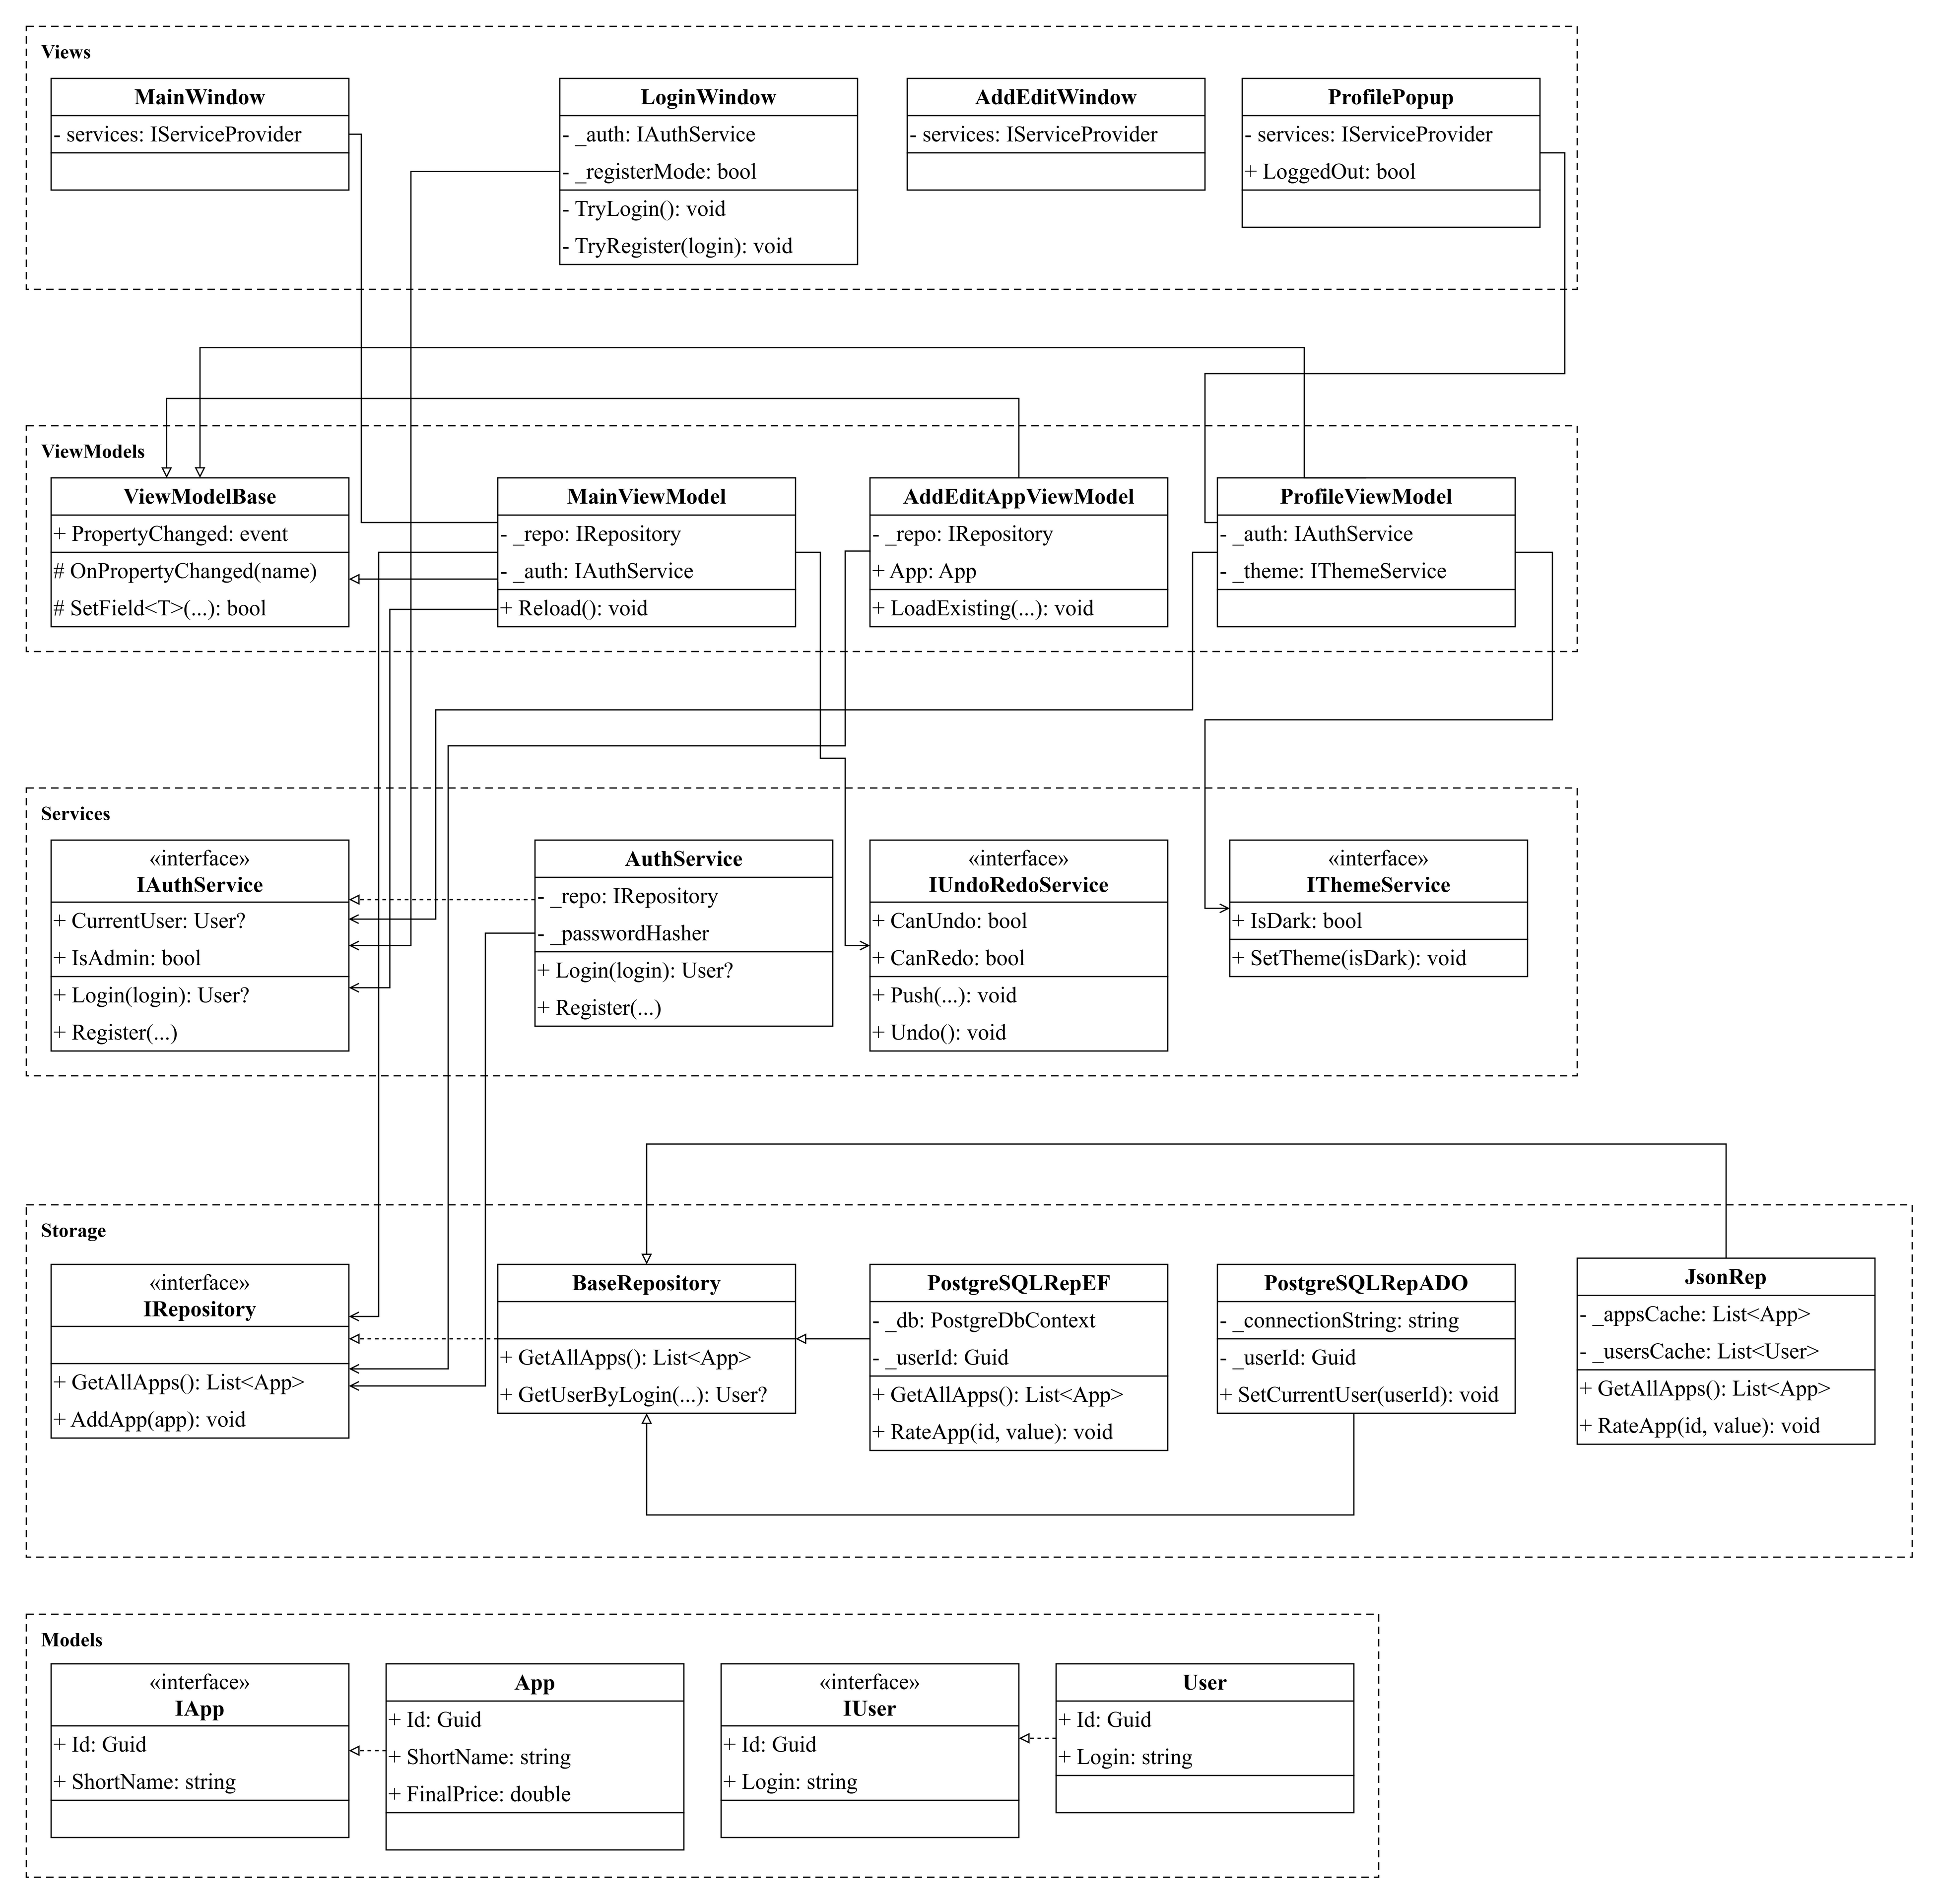 Views
MainWindow
- services: IServiceProvider
LoginWindow
- _auth: IAuthService
- _registerMode: bool
- TryLogin(): void
- TryRegister(login): void
AddEditWindow
- services: IServiceProvider
ProfilePopup
- services: IServiceProvider
+ LoggedOut: bool
ViewModels
ViewModelBase
+ PropertyChanged: event
# OnPropertyChanged(name)
# SetField<T>(...): bool
MainViewModel
- _repo: IRepository
- _auth: IAuthService
+ Reload(): void
AddEditAppViewModel
- _repo: IRepository
+ App: App
+ LoadExisting(...): void
ProfileViewModel
- _auth: IAuthService
- _theme: IThemeService
Services
«interface»
IAuthService
+ CurrentUser: User?
+ IsAdmin: bool
+ Login(login): User?
+ Register(...)
AuthService
- _repo: IRepository
- _passwordHasher
+ Login(login): User?
+ Register(...)
«interface»
IUndoRedoService
+ CanUndo: bool
+ CanRedo: bool
+ Push(...): void
+ Undo(): void
«interface»
IThemeService
+ IsDark: bool
+ SetTheme(isDark): void
Storage
«interface»
IRepository
+ GetAllApps(): List<App>
+ AddApp(app): void
BaseRepository
+ GetAllApps(): List<App>
+ GetUserByLogin(...): User?
PostgreSQLRepEF
- _db: PostgreDbContext
- _userId: Guid
+ GetAllApps(): List<App>
+ RateApp(id, value): void
PostgreSQLRepADO
- _connectionString: string
- _userId: Guid
+ SetCurrentUser(userId): void
JsonRep
- _appsCache: List<App>
- _usersCache: List<User>
+ GetAllApps(): List<App>
+ RateApp(id, value): void
Models
«interface»
IApp
+ Id: Guid
+ ShortName: string
App
+ Id: Guid
+ ShortName: string
+ FinalPrice: double
«interface»
IUser
+ Id: Guid
+ Login: string
User
+ Id: Guid
+ Login: string